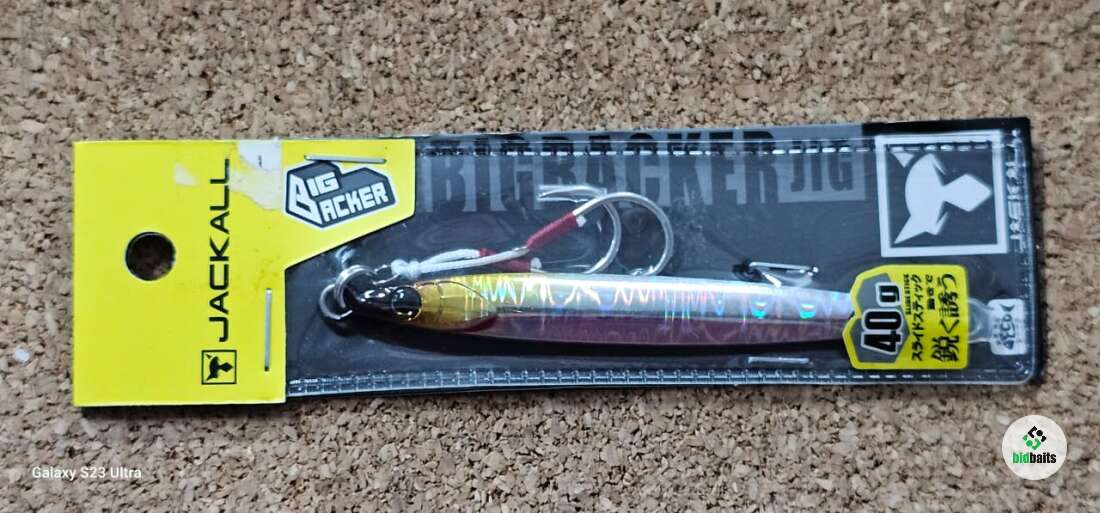 JACKALL
BIG
BACKER
BIGBACKER JIG
JACKALL
40g
SLIDE STICK
スライドスティック
鋭く誘う
Galaxy S23 Ultra
bidbaits